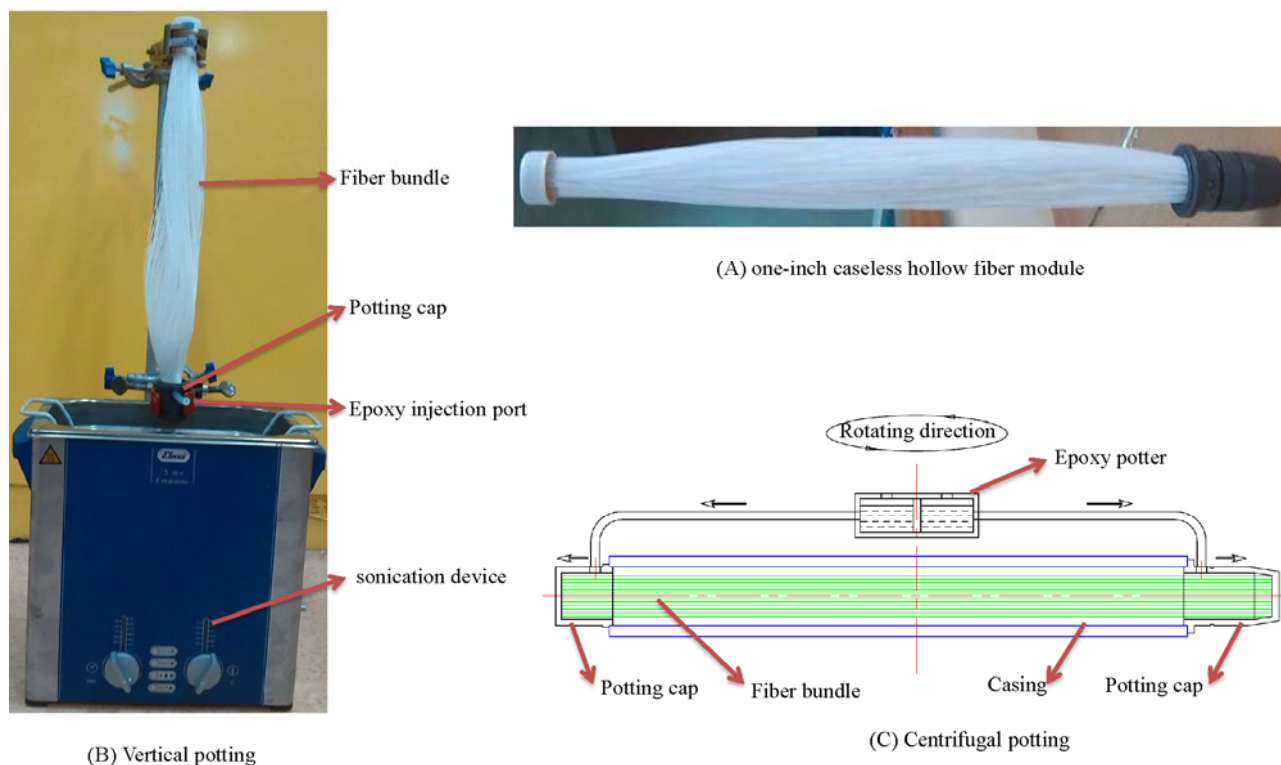 Fiber bundle
Potting cap
Epoxy injection port
sonication device
(B) Vertical potting
(A) one-inch caseless hollow fiber module
Rotating direction
Epoxy potter
Potting cap
Fiber bundle
Casing
Potting cap
(C) Centrifugal potting
Elma